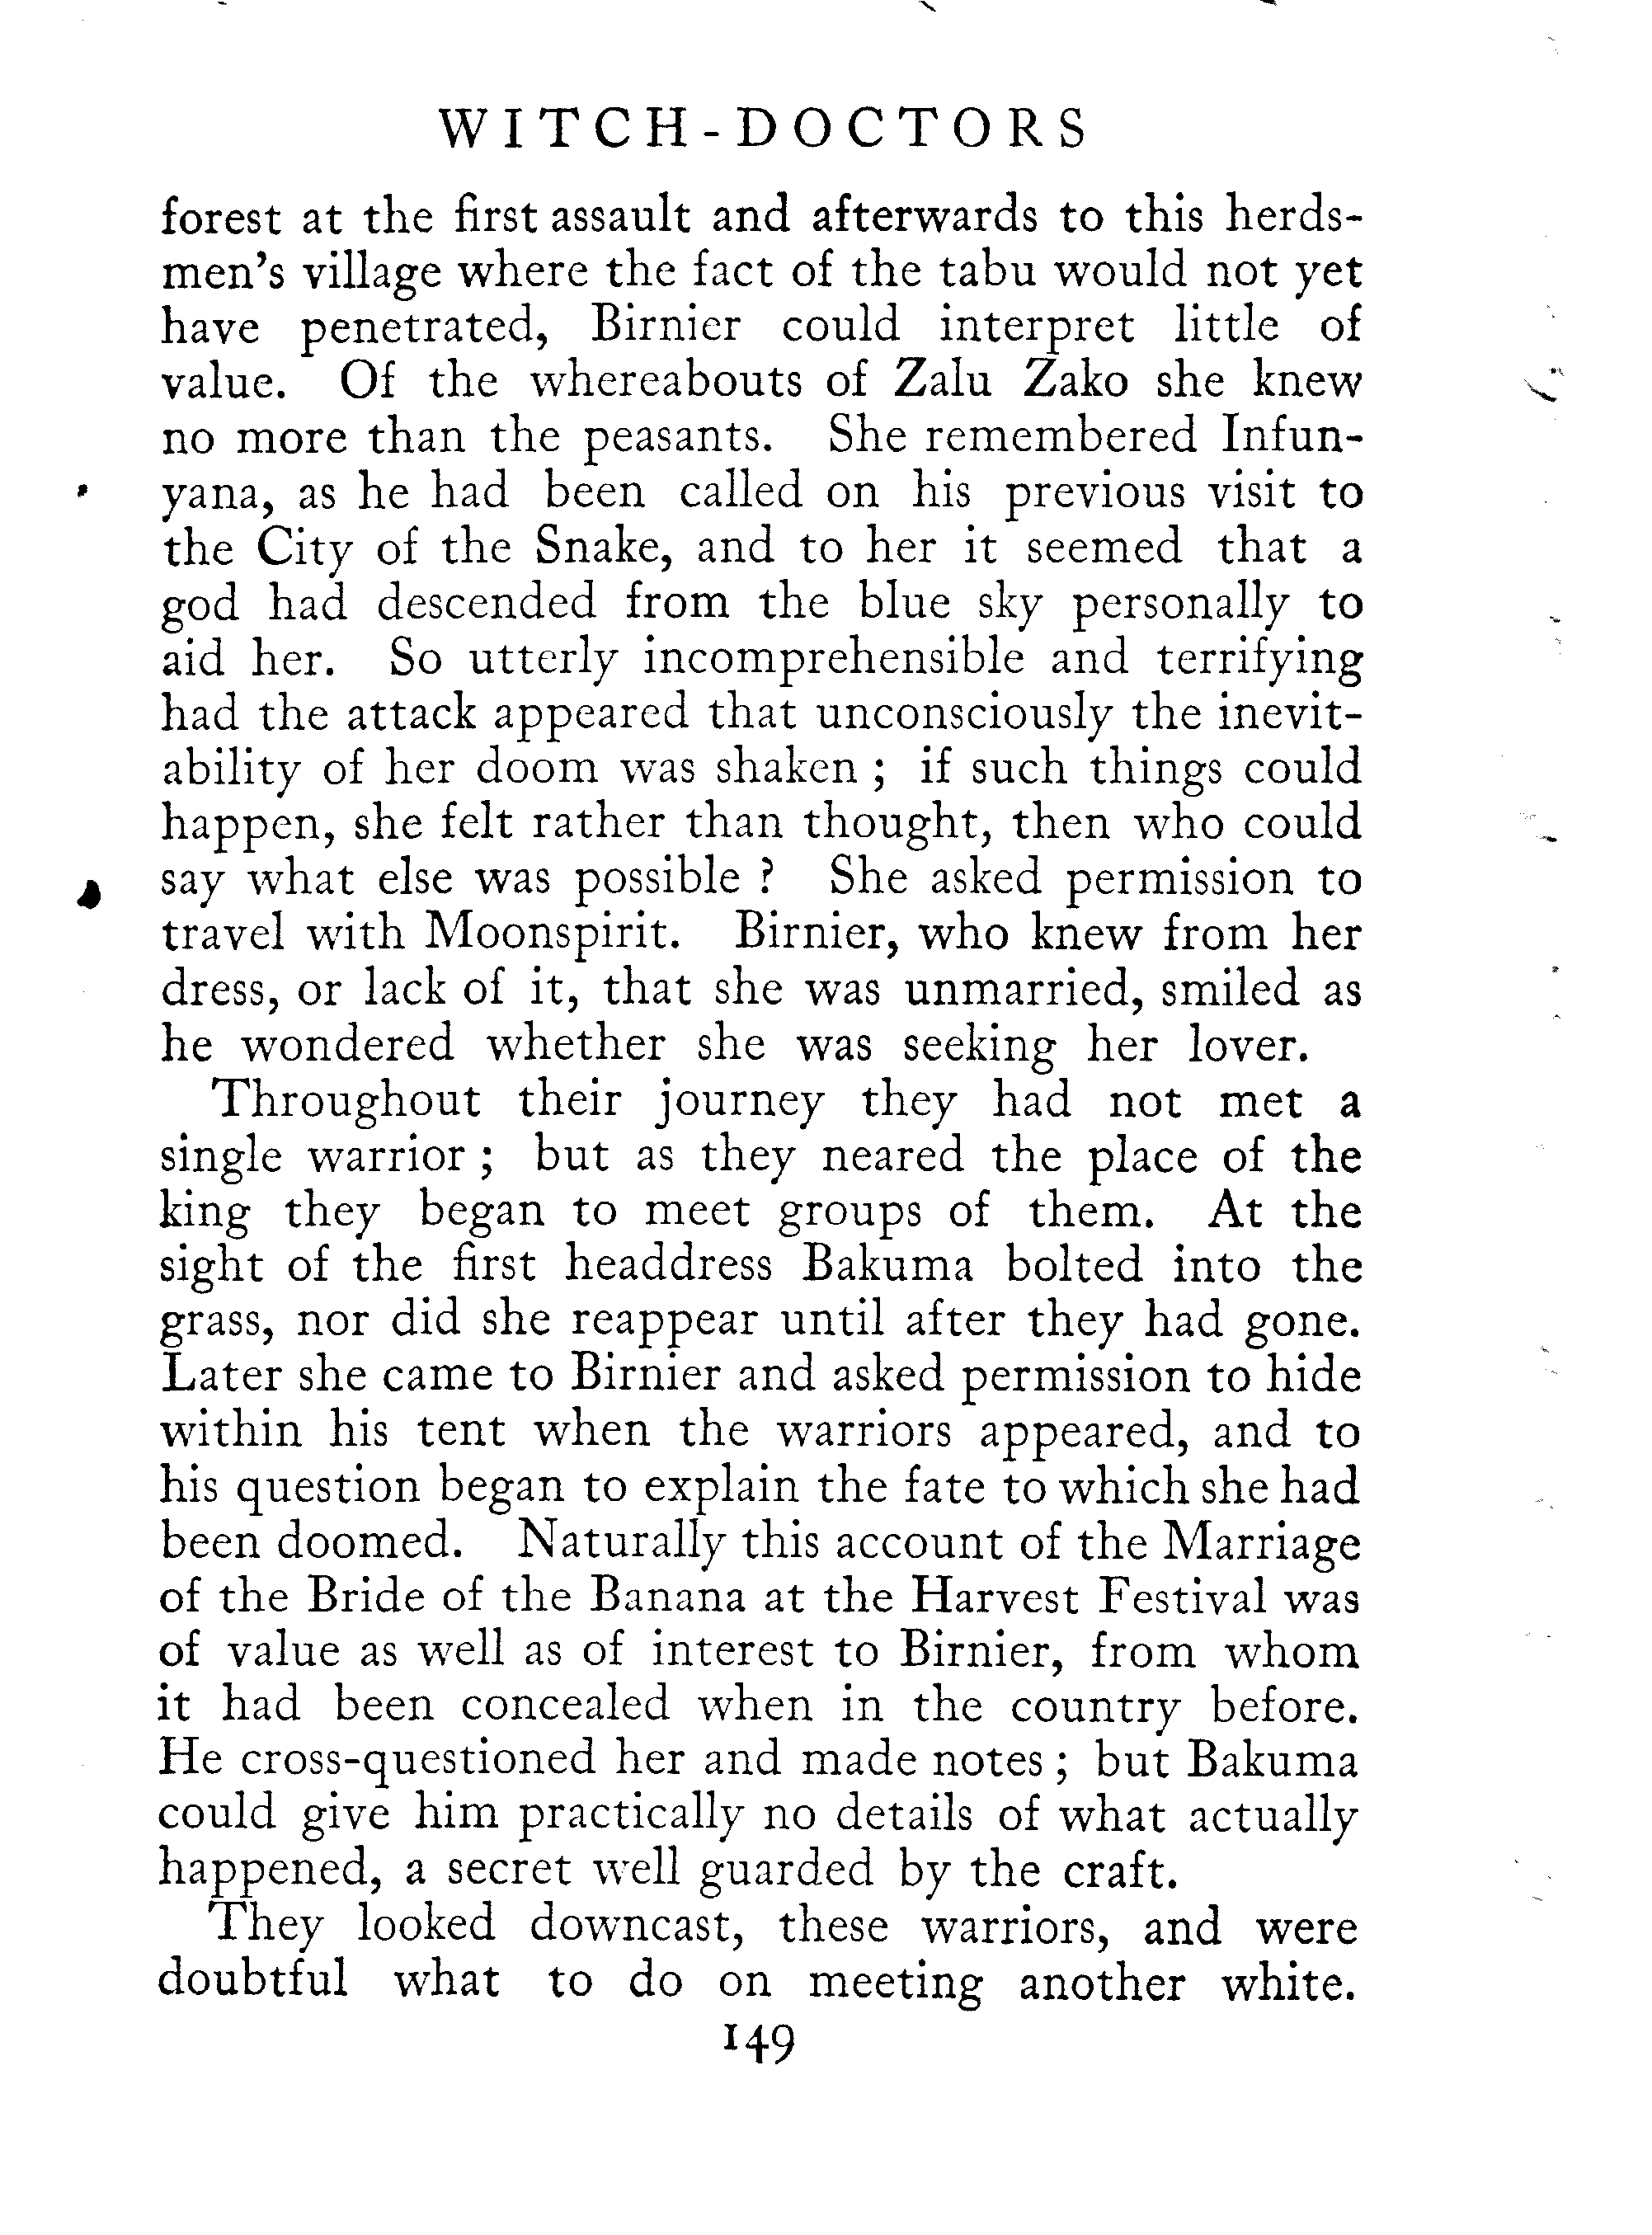 WITCH-DOCTORS
forest at the first assault and afterwards to this herds-
men's village where the fact of the tabu would not yet
have penetrated, Birnier could interpret little of
value. Of the whereabouts of Zalu Zako she knew
no more than the peasants. She remembered Infun-
yana, as he had been called on his previous visit to
the City of the Snake, and to her it seemed that a
god had descended from the blue sky personally to
aid her. So utterly incomprehensible and terrifying
had the attack appeared that unconsciously the inevit-
ability of her doom was shaken ; if such things could
happen, she felt rather than thought, then who could
say what else was possible ? She asked permission to
travel with Moonspirit. Birnier, who knew from her
dress, or lack of it, that she was unmarried, smiled as
he wondered whether she was seeking her lover.
Throughout their journey they had not met a
single warrior ; but as they neared the place of the
king they began to meet groups of them. At the
sight of the first headdress Bakuma bolted into the
grass, nor did she reappear until after they had gone.
Later she came to Birnier and asked permission to hide
within his tent when the warriors appeared, and to
his question began to explain the fate to which she had
been doomed. Naturally this account of the Marriage
of the Bride of the Banana at the Harvest Festival was
of value as well as of interest to Birnier, from whom
it had been concealed when in the country before.
He cross-questioned her and made notes ; but Bakuma
could give him practically no details of what actually
happened, a secret well guarded by the craft.
They looked downcast, these warriors, and were
doubtful what to do on meeting another white.
149